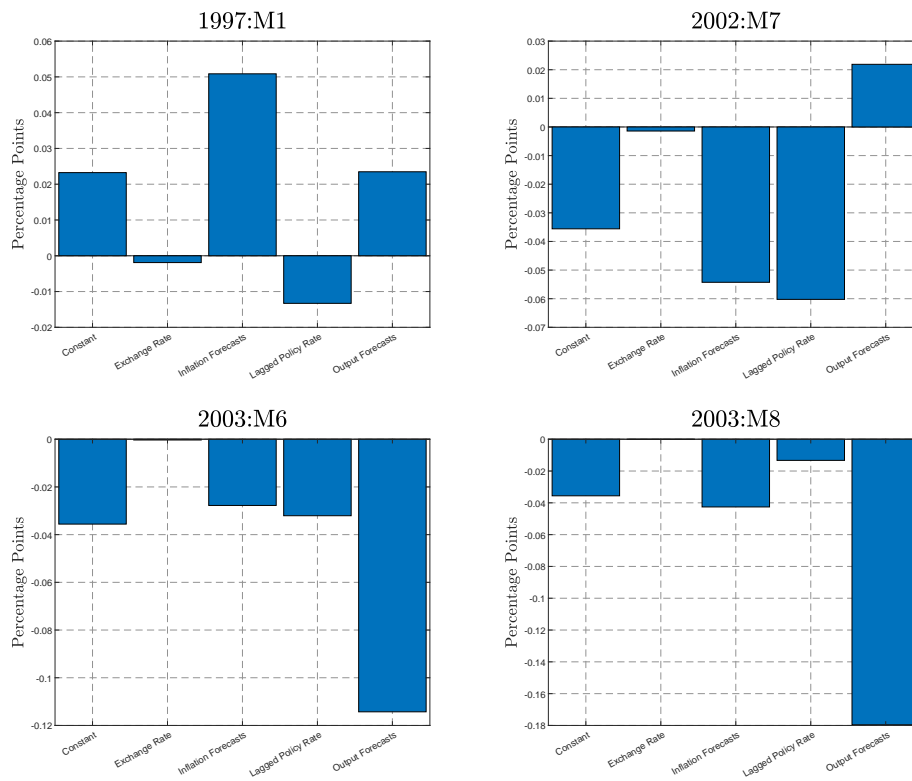 1997:M1
Percentage Points
0.06
0.05
0.04
0.03
0.02
0.01
0
-0.01
-0.02
Constant
Exchange Rate
Inflation Forecasts
Lagged Policy Rate
Output Forecasts
2002:M7
Percentage Points
0.03
0.02
0.01
0
-0.01
-0.02
-0.03
-0.04
-0.05
-0.06
-0.07
Constant
Exchange Rate
Inflation Forecasts
Lagged Policy Rate
Output Forecasts
2003:M6
Percentage Points
0
-0.02
-0.04
-0.06
-0.08
-0.1
-0.12
Constant
Exchange Rate
Inflation Forecasts
Lagged Policy Rate
Output Forecasts
2003:M8
Percentage Points
0
-0.02
-0.04
-0.06
-0.08
-0.1
-0.12
-0.14
-0.16
-0.18
Constant
Exchange Rate
Inflation Forecasts
Lagged Policy Rate
Output Forecasts